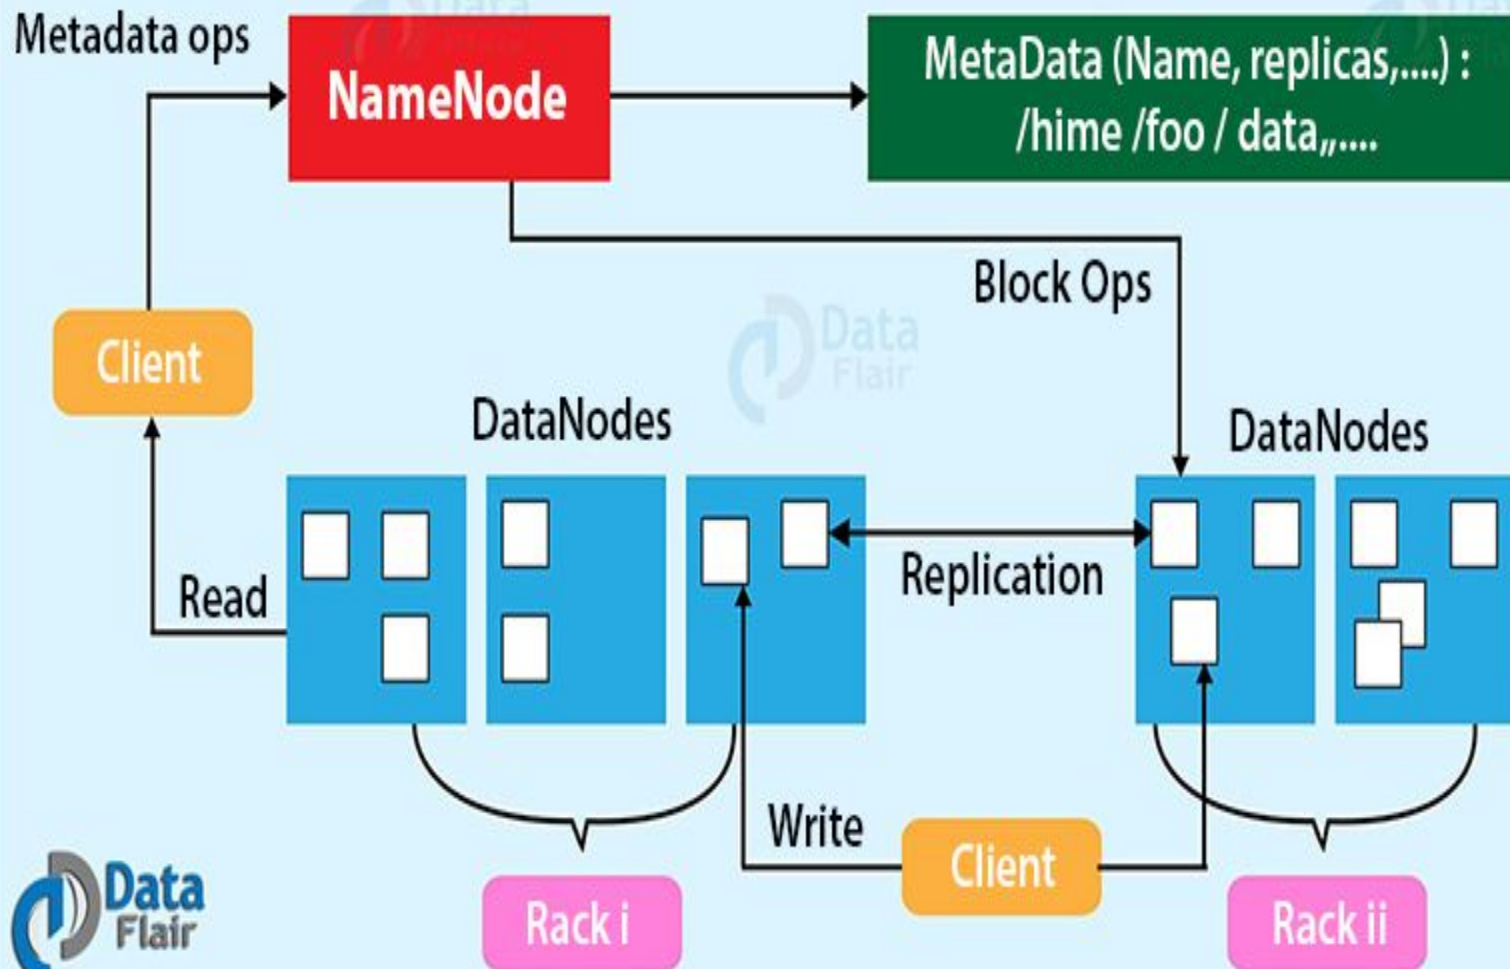 Metadata ops
NameNode
MetaData (Name, replicas,....) :
/hime /foo / data,,....
Block Ops
Client
Data
Flair
DataNodes
DataNodes
Read
Replication
Write
Client
Rack i
Rack ii
Data
Flair